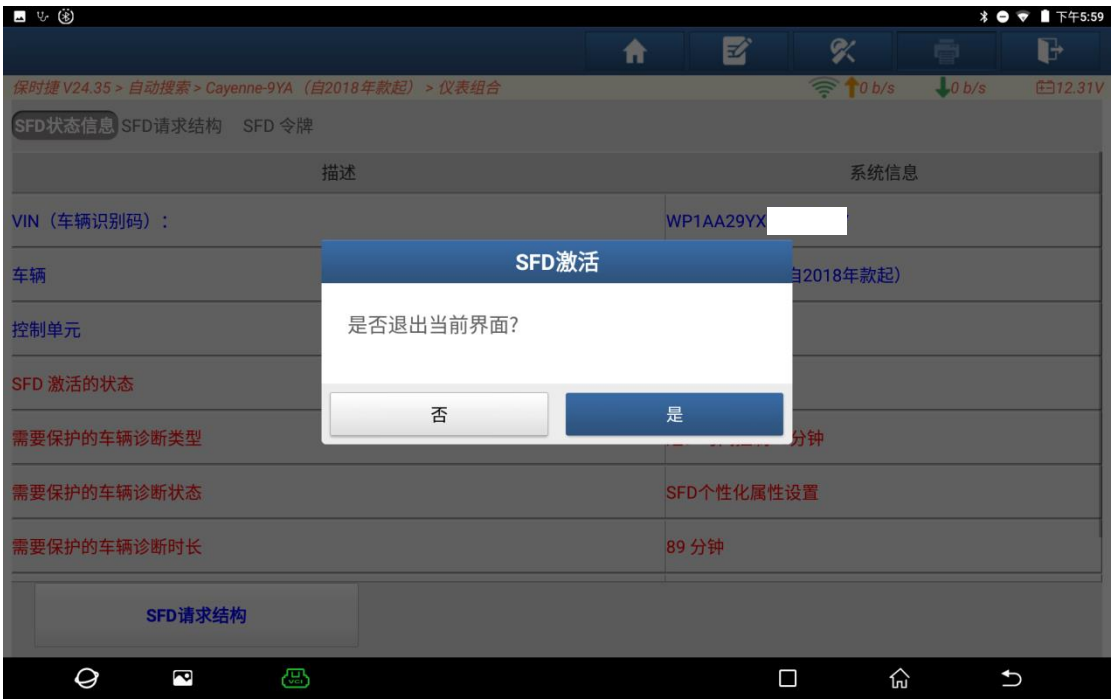 下午5:59
保时捷 V24.35 > 自动搜索 > Cayenne-9YA（自2018年款起）> 仪表组合
0 b/s 0 b/s 12.31V
SFD状态信息 SFD请求结构 SFD 令牌
描述 系统信息
VIN（车辆识别码）: WP1AA29YX
SFD激活
车辆 自2018年款起）
是否退出当前界面?
控制单元
SFD 激活的状态
否 是
需要保护的车辆诊断类型 分钟
需要保护的车辆诊断状态 SFD个性化属性设置
需要保护的车辆诊断时长 89 分钟
SFD请求结构
VCI